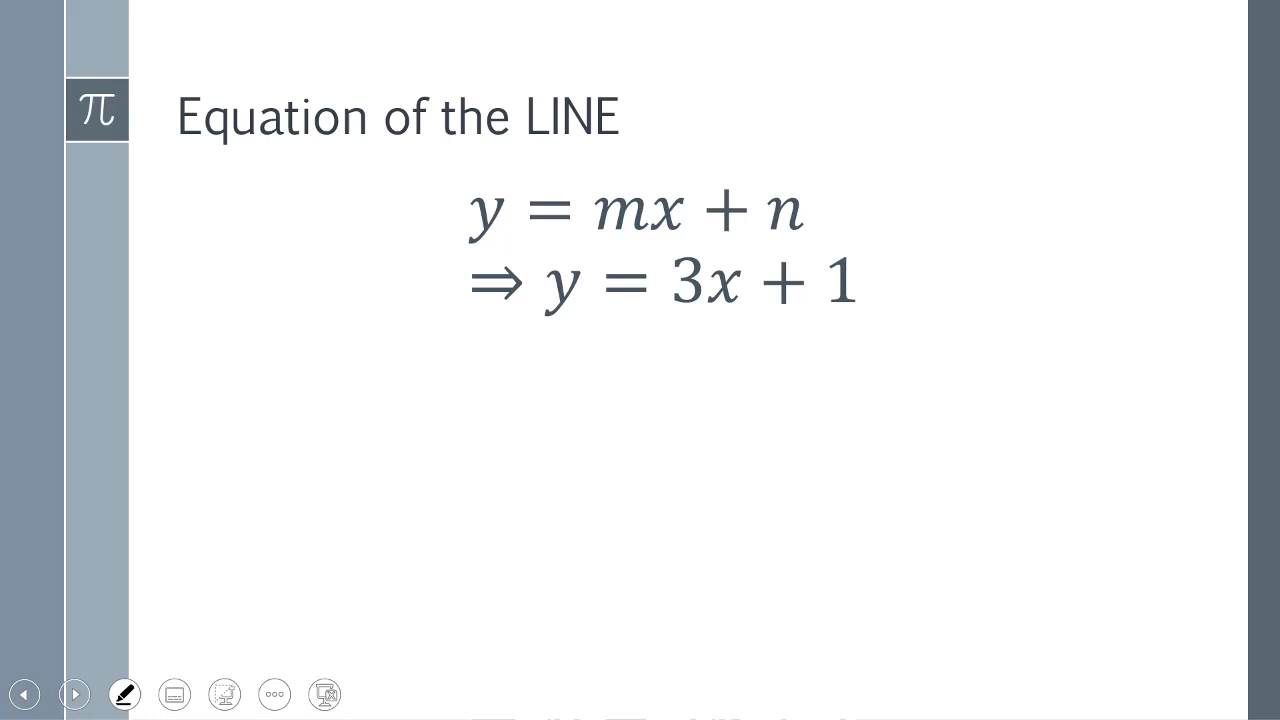 π
Equation of the LINE
𝑦 = 𝑚𝑥 + 𝑛
⇒ 𝑦 = 3𝑥 + 1